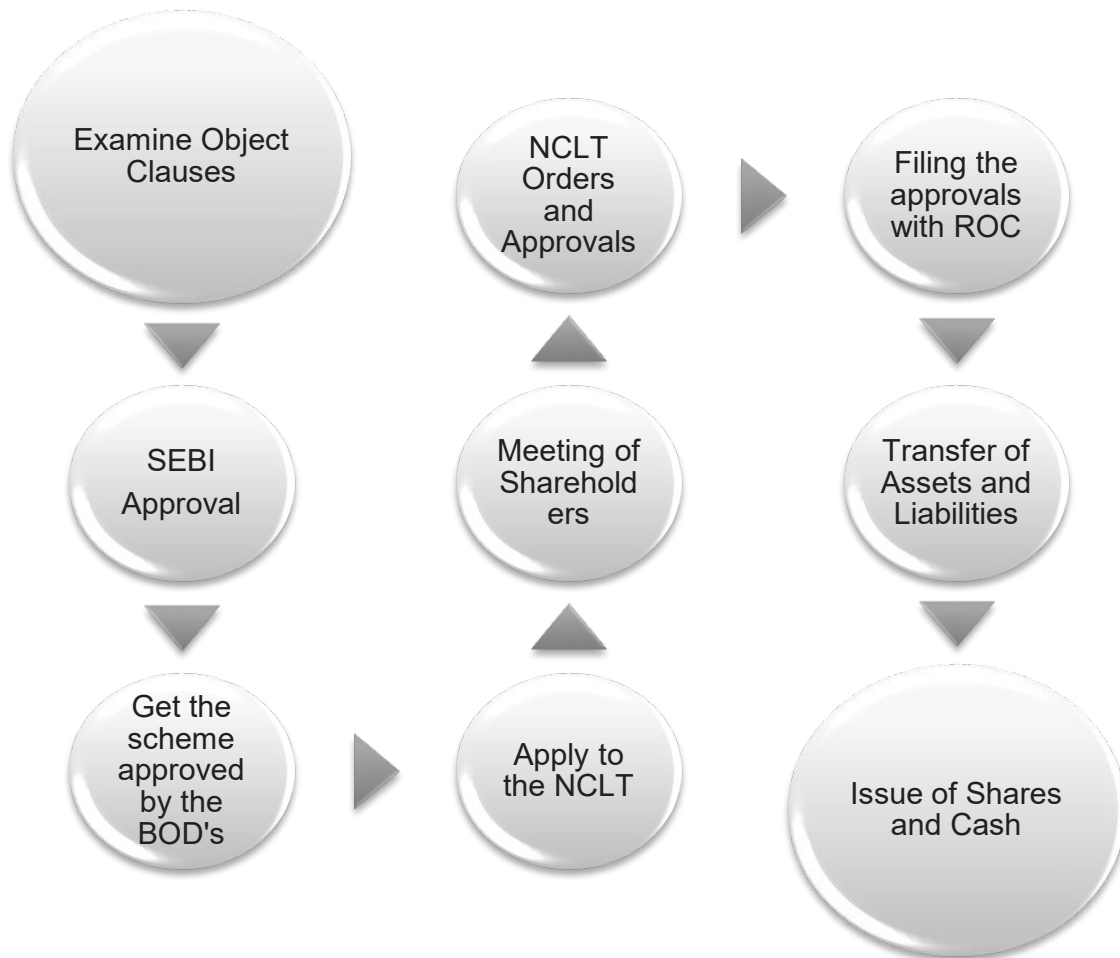 Examine Object
Clauses
SEBI
Approval
Get the
scheme
approved
by the
BOD's
Apply to
the NCLT
Meeting of
Sharehold
ers
NCLT
Orders
and
Approvals
Filing the
approvals
with ROC
Transfer of
Assets and
Liabilities
Issue of Shares
and Cash